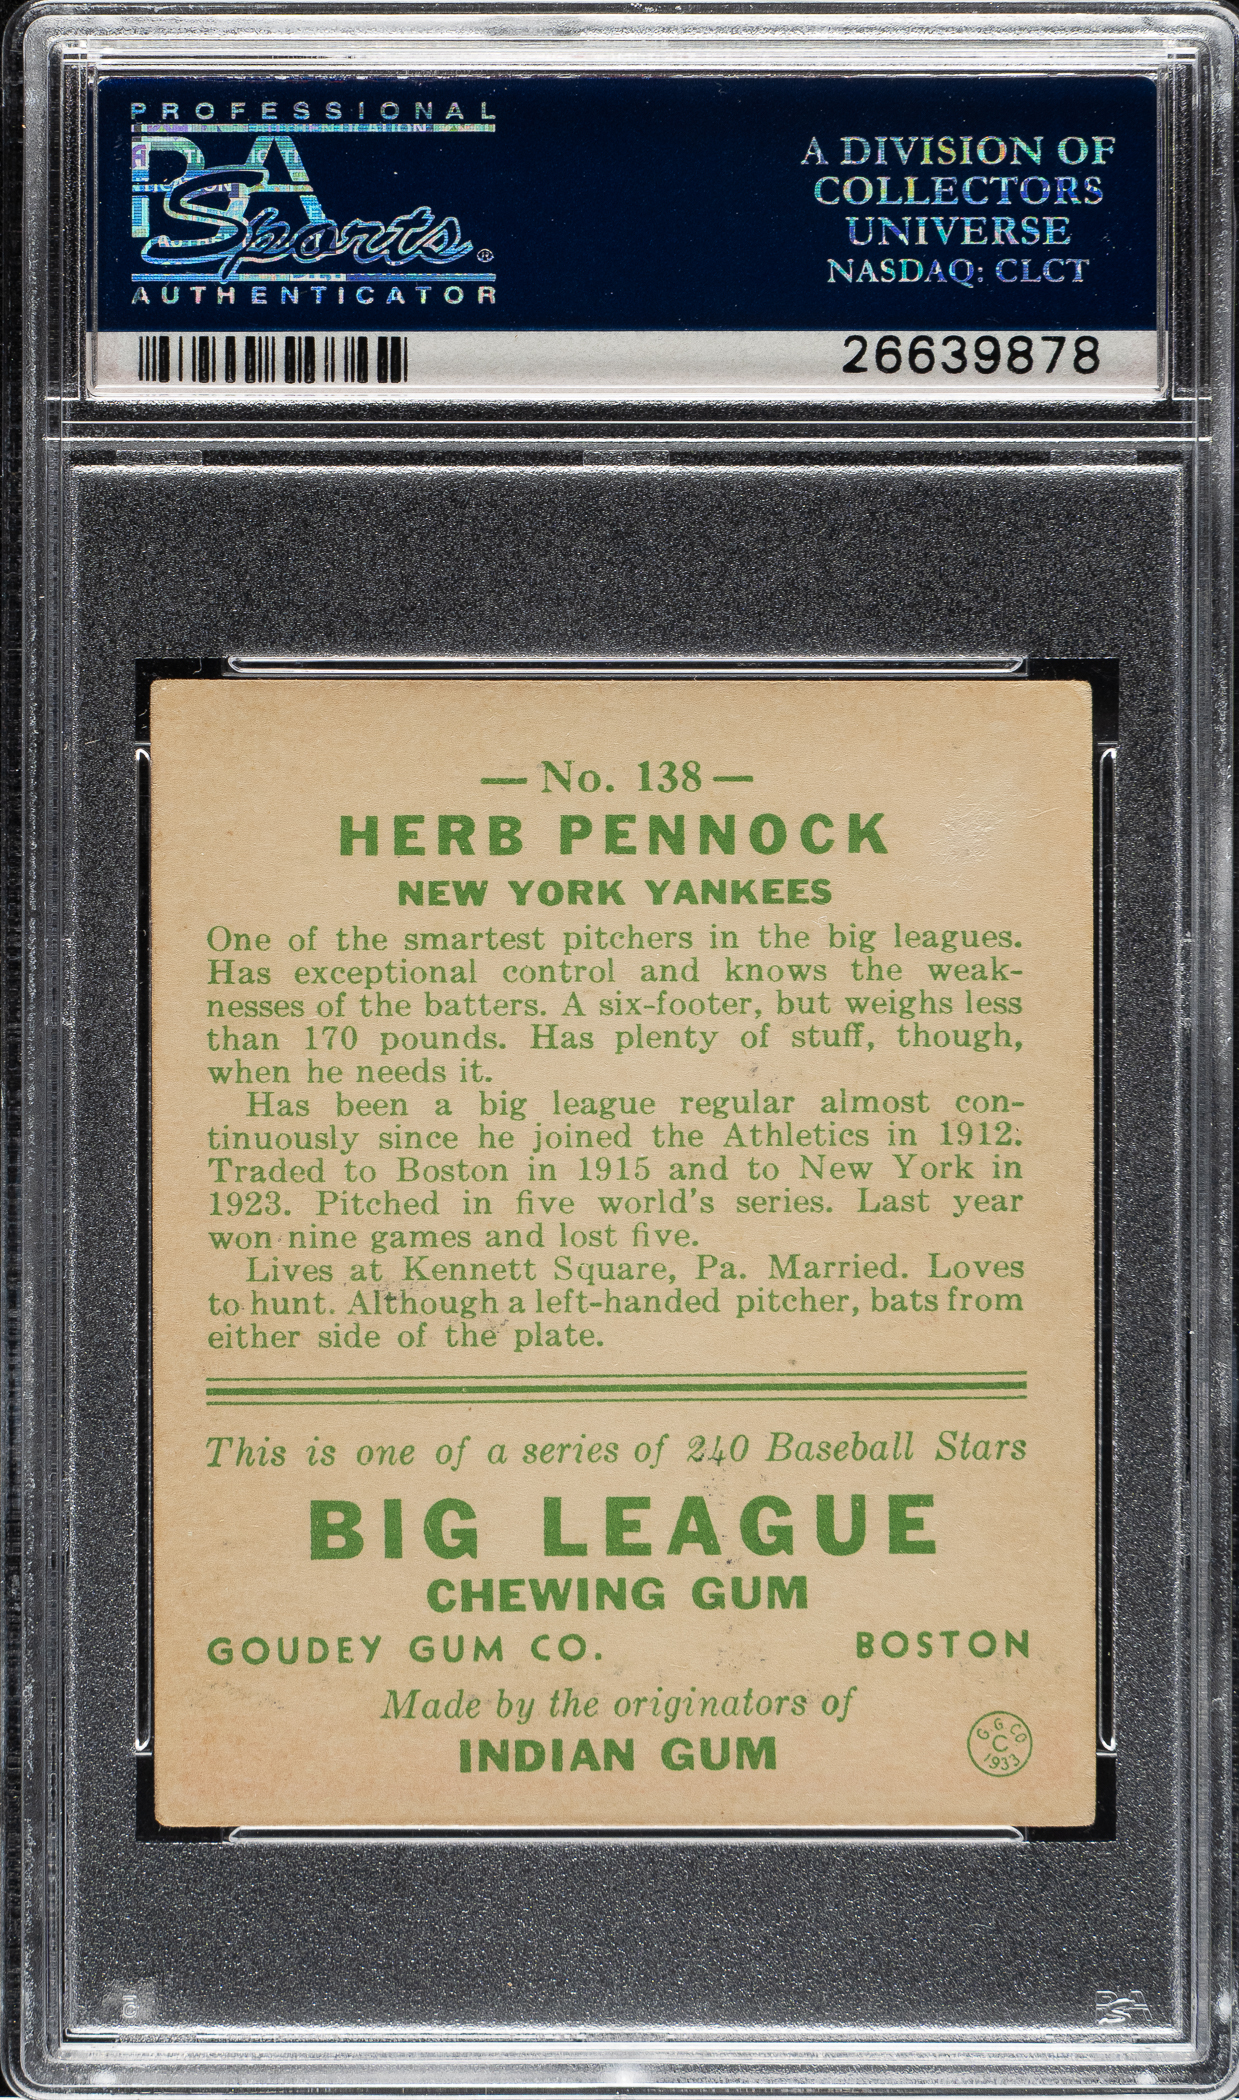 PROFESSIONAL
PSA
Sports®
AUTHENTICATOR
A DIVISION OF
COLLECTORS
UNIVERSE
NASDAQ: CLCT
26639878
— No. 138 —
HERB PENNOCK
NEW YORK YANKEES
One of the smartest pitchers in the big leagues.
Has exceptional control and knows the weak-
nesses of the batters. A six-footer, but weighs less
than 170 pounds. Has plenty of stuff, though,
when he needs it.
Has been a big league regular almost con-
tinuously since he joined the Athletics in 1912.
Traded to Boston in 1915 and to New York in
1923. Pitched in five world's series. Last year
won nine games and lost five.
Lives at Kennett Square, Pa. Married. Loves
to hunt. Although a left-handed pitcher, bats from
either side of the plate.
This is one of a series of 240 Baseball Stars
BIG LEAGUE
CHEWING GUM
GOUDEY GUM CO. BOSTON
Made by the originators of
INDIAN GUM
G. G. CO
C
1933
PSA